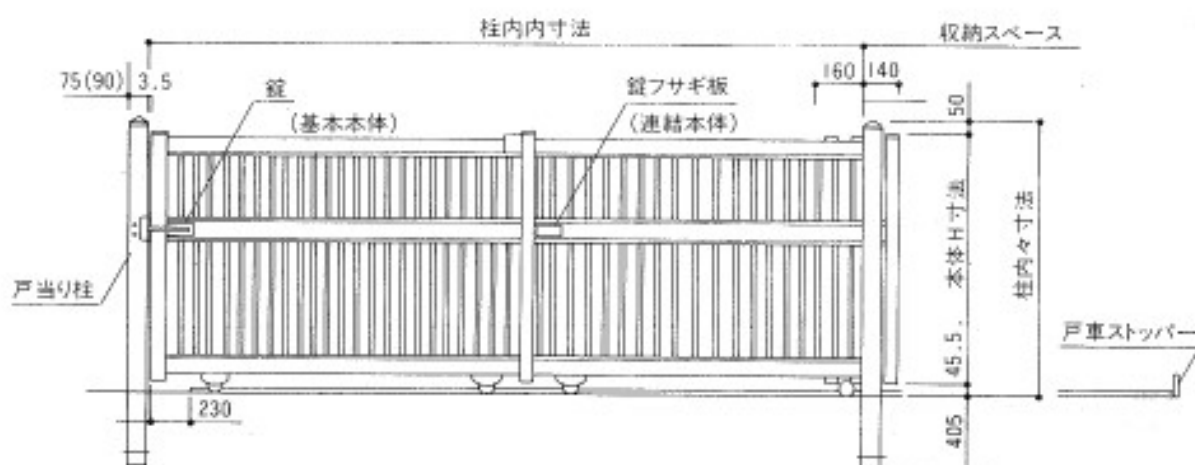 柱内内寸法
収納スペース
75(90)
3.5
160
140
錠
(基本本体)
錠フサギ板
(連結本体)
50
本体H寸法
柱内々寸法
戸当り柱
戸車ストッパー
45.5.
230
405